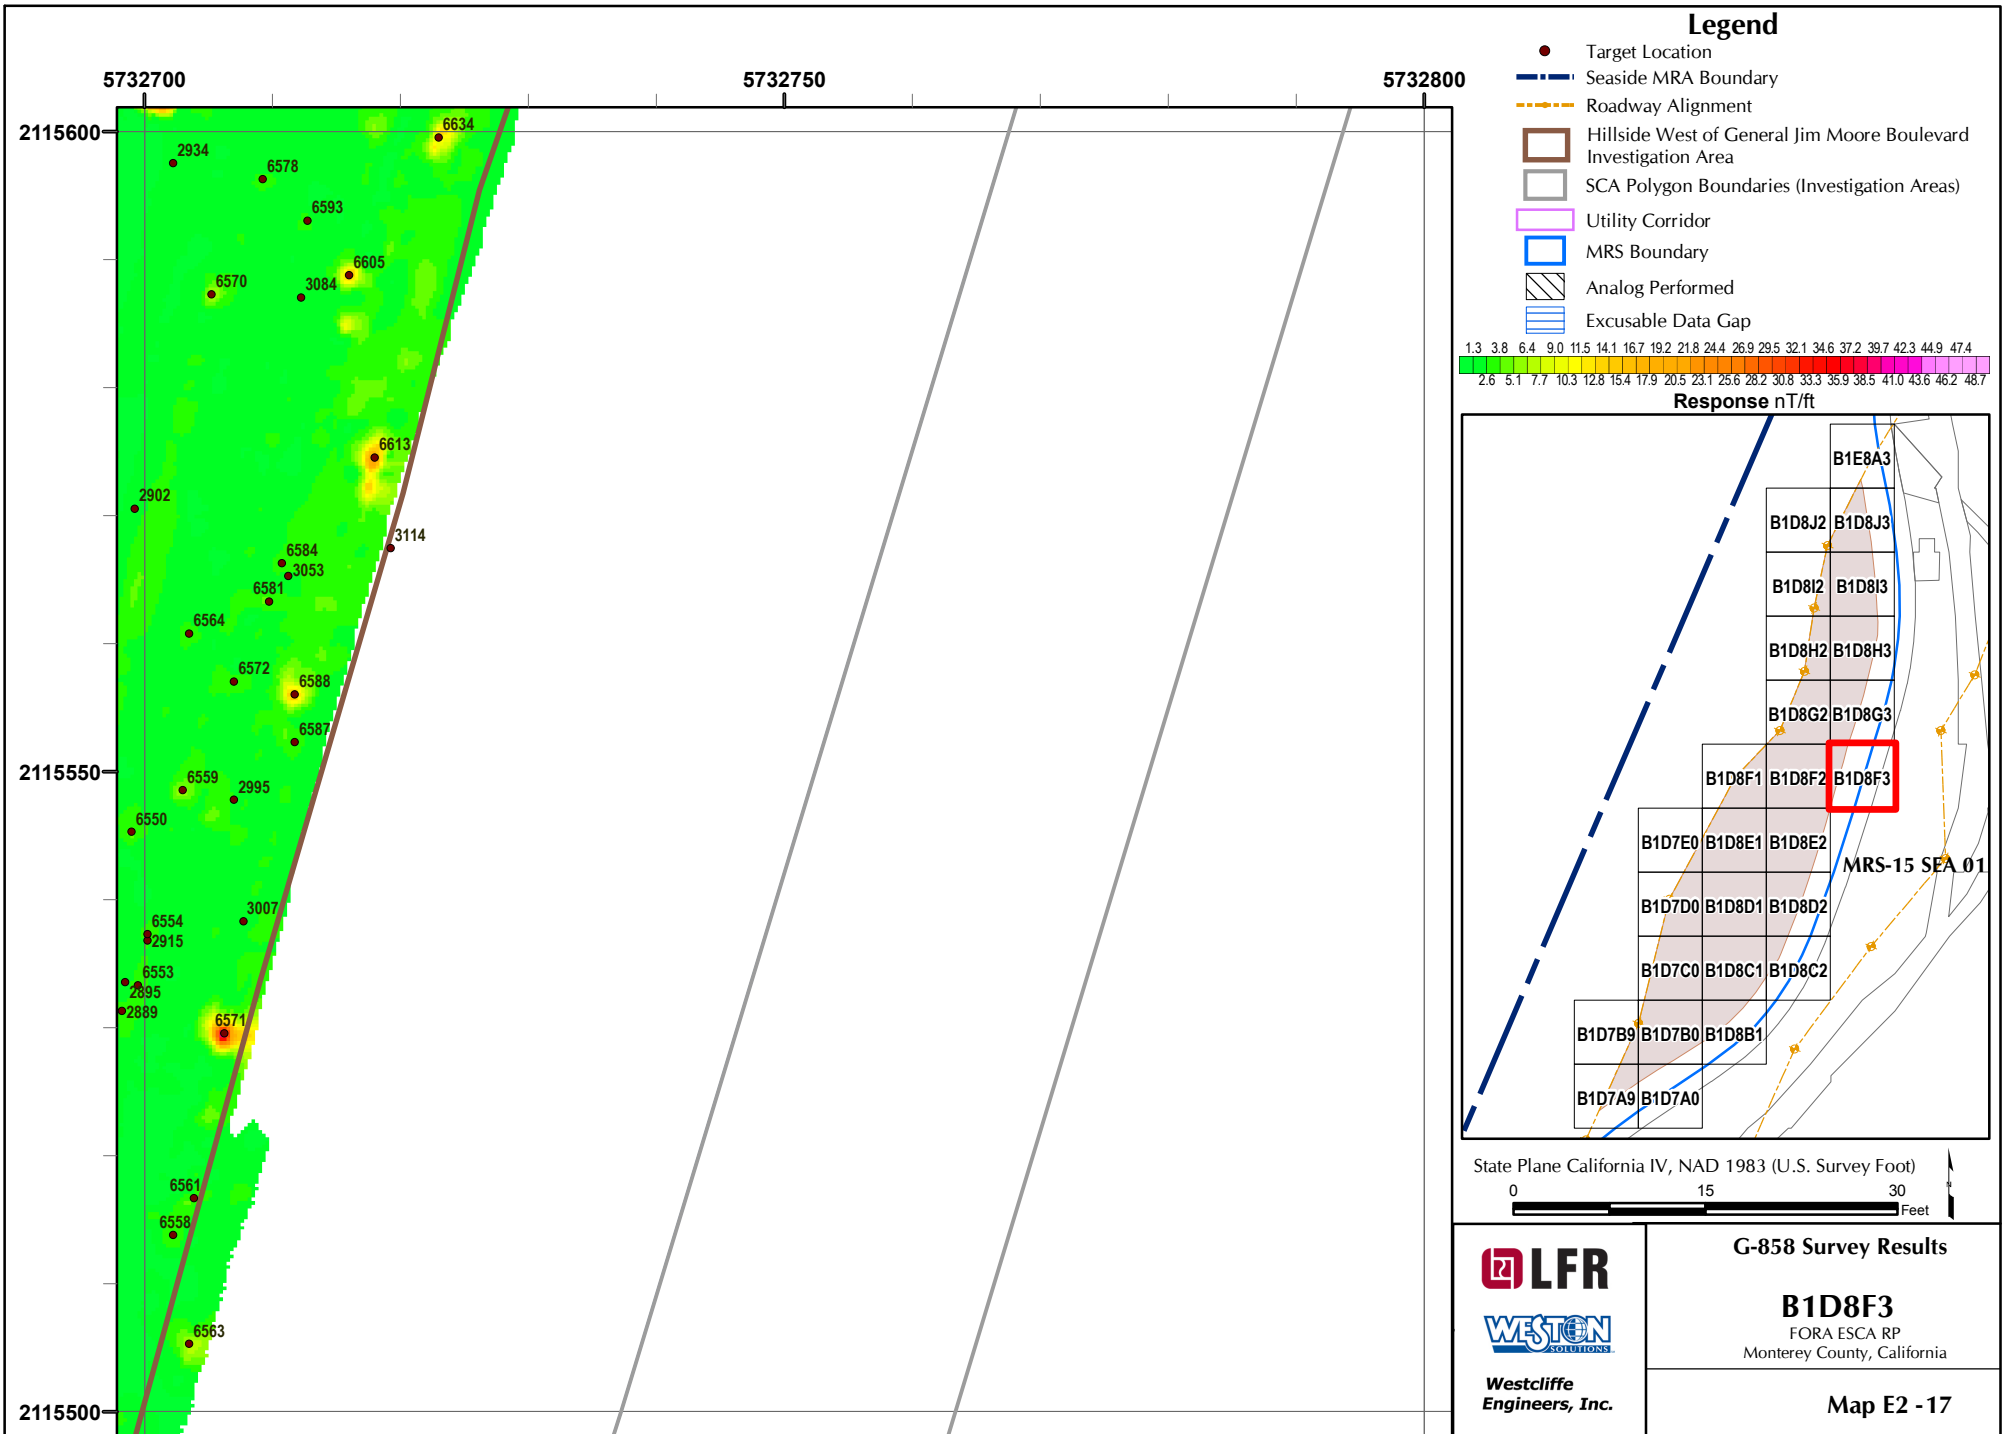 5732700
5732750
5732800
2115600
2115550
2115500
6634
2934
6578
6593
6605
6570
3084
6613
2902
3114
6584
3053
6581
6564
6572
6588
6587
6559
2995
6550
3007
6554
2915
6553
2895
2889
6571
6561
6558
6563
Legend
Target Location
Seaside MRA Boundary
Roadway Alignment
Hillside West of General Jim Moore Boulevard
Investigation Area
SCA Polygon Boundaries (Investigation Areas)
Utility Corridor
MRS Boundary
Analog Performed
Excusable Data Gap
1.3 3.8 6.4 9.0 11.5 14.1 16.7 19.2 21.8 24.4 26.9 29.5 32.1 34.6 37.2 39.7 42.3 44.9 47.4
2.6 5.1 7.7 10.3 12.8 15.4 17.9 20.5 23.1 25.6 28.2 30.8 33.3 35.9 38.5 41.0 43.6 46.2 48.7
Response nT/ft
B1E8A3
B1D8J2 B1D8J3
B1D8I2 B1D8I3
B1D8H2 B1D8H3
B1D8G2 B1D8G3
B1D8F1 B1D8F2 B1D8F3
B1D7E0 B1D8E1 B1D8E2
MRS-15 SEA 01
B1D7D0 B1D8D1 B1D8D2
B1D7C0 B1D8C1 B1D8C2
B1D7B9 B1D7B0 B1D8B1
B1D7A9 B1D7A0
State Plane California IV, NAD 1983 (U.S. Survey Foot)
0 15 30
Feet
N
LFR
WESTON
SOLUTIONS
Westcliffe
Engineers, Inc.
G-858 Survey Results
B1D8F3
FORA ESCA RP
Monterey County, California
Map E2 -17